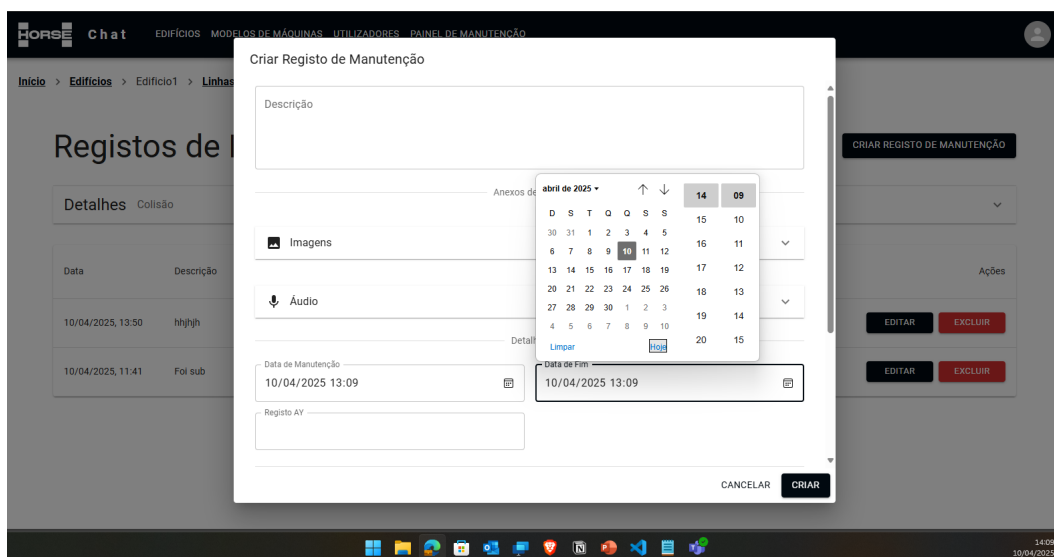 HORSE Chat EDIFÍCIOS MODELOS DE MÁQUINAS UTILIZADORES PAINEL DE MANUTENÇÃO
Início > Edifícios > Edificio1 > Linhas
Registos de
CRIAR REGISTO DE MANUTENÇÃO
Detalhes Colisão
Data Descrição Ações
10/04/2025, 13:50 hhjhjh EDITAR EXCLUIR
10/04/2025, 11:41 Foi sub EDITAR EXCLUIR
Criar Registo de Manutenção
Descrição
Anexos de
Imagens
Áudio
Detal
Data de Manutenção
10/04/2025 13:09
Data de Fim
10/04/2025 13:09
Registo AY
CANCELAR CRIAR
abril de 2025
D S T Q Q S S
30 31 1 2 3 4 5
6 7 8 9 10 11 12
13 14 15 16 17 18 19
20 21 22 23 24 25 26
27 28 29 30 1 2 3
4 5 6 7 8 9 10
Limpar Hoje
14 09
15 10
16 11
17 12
18 13
19 14
20 15
14:09
10/04/2025